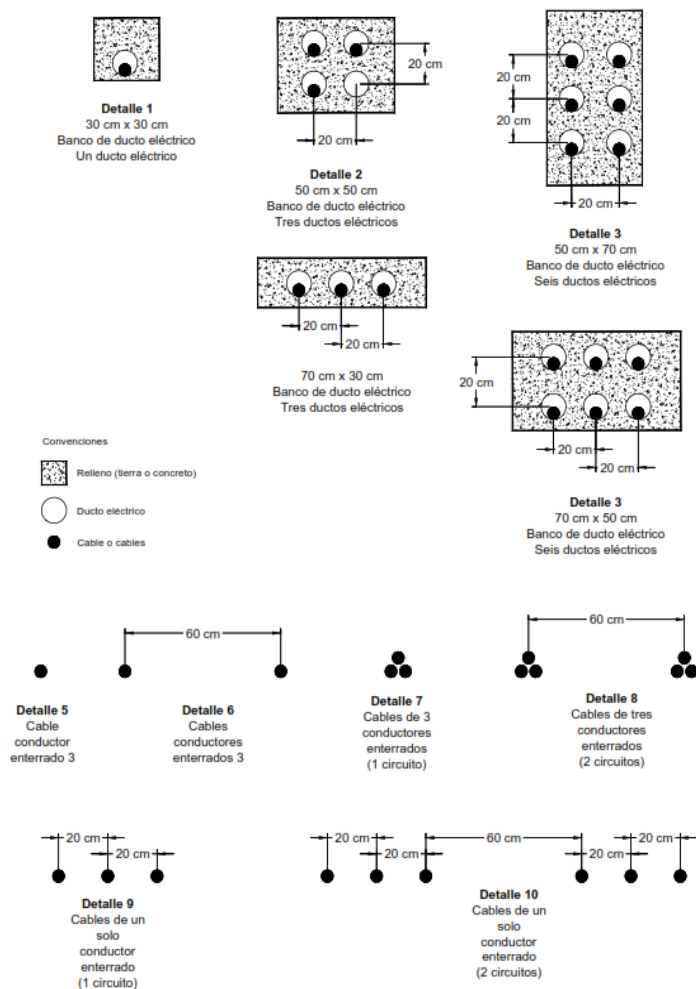 Detalle 1
30 cm x 30 cm
Banco de ducto eléctrico
Un ducto eléctrico
20 cm
20 cm
Detalle 2
50 cm x 50 cm
Banco de ducto eléctrico
Tres ductos eléctricos
20 cm
20 cm
20 cm
Detalle 3
50 cm x 70 cm
Banco de ducto eléctrico
Seis ductos eléctricos
20 cm
20 cm
70 cm x 30 cm
Banco de ducto eléctrico
Tres ductos eléctricos
20 cm
20 cm
20 cm
Detalle 3
70 cm x 50 cm
Banco de ducto eléctrico
Seis ductos eléctricos
Convenciones
Relleno (tierra o concreto)
Ducto eléctrico
Cable o cables
Detalle 5
Cable
conductor
enterrado 3
60 cm
Detalle 6
Cables
conductores
enterrados 3
Detalle 7
Cables de 3
conductores
enterrados
(1 circuito)
60 cm
Detalle 8
Cables de tres
conductores
enterrados
(2 circuitos)
20 cm
20 cm
Detalle 9
Cables de un
solo
conductor
enterrado
(1 circuito)
20 cm
20 cm
60 cm
20 cm
20 cm
Detalle 10
Cables de un
solo
conductor
enterrado
(2 circuitos)